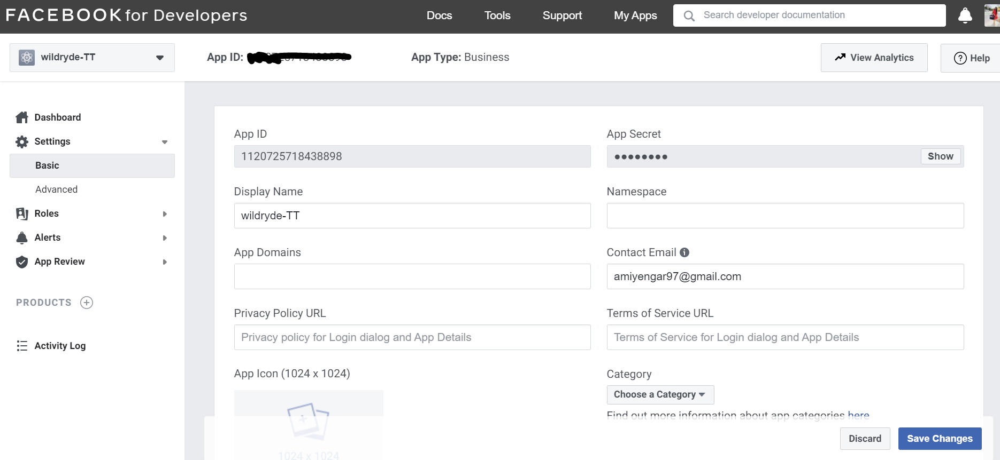 FACEBOOK for Developers
Docs
Tools
Support
My Apps
Search developer documentation
wildryde-TT
App ID:
App Type: Business
View Analytics
Help
Dashboard
Settings
Basic
Advanced
Roles
Alerts
App Review
PRODUCTS
Activity Log
App ID
1120725718438898
App Secret
●●●●●●●●
Show
Display Name
wildryde-TT
Namespace
App Domains
Contact Email
amiyengar97@gmail.com
Privacy Policy URL
Privacy policy for Login dialog and App Details
Terms of Service URL
Terms of Service for Login dialog and App Details
App Icon (1024 x 1024)
1024 x 1024
Category
Choose a Category
Find out more information about app categories here
Discard
Save Changes